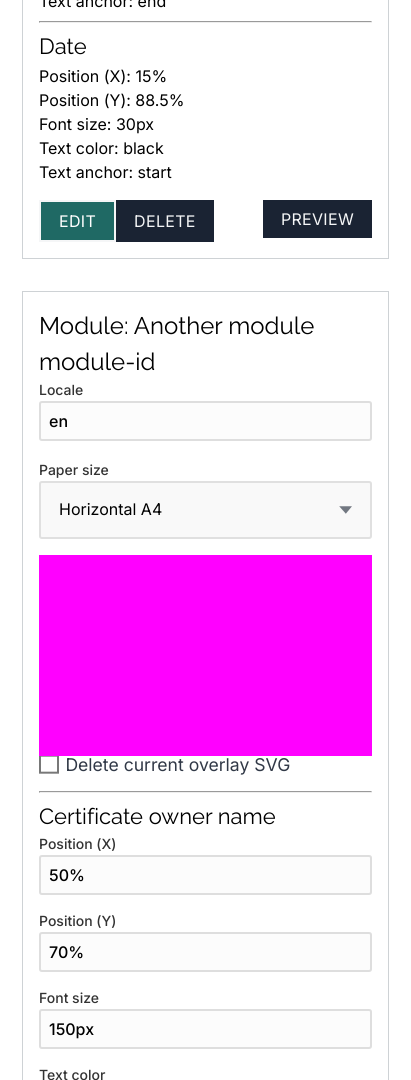 Text anchor: end
Date
Position (X): 15%
Position (Y): 88.5%
Font size: 30px
Text color: black
Text anchor: start
EDIT DELETE PREVIEW
Module: Another module
module-id
Locale
en
Paper size
Horizontal A4
Delete current overlay SVG
Certificate owner name
Position (X)
50%
Position (Y)
70%
Font size
150px
Text color